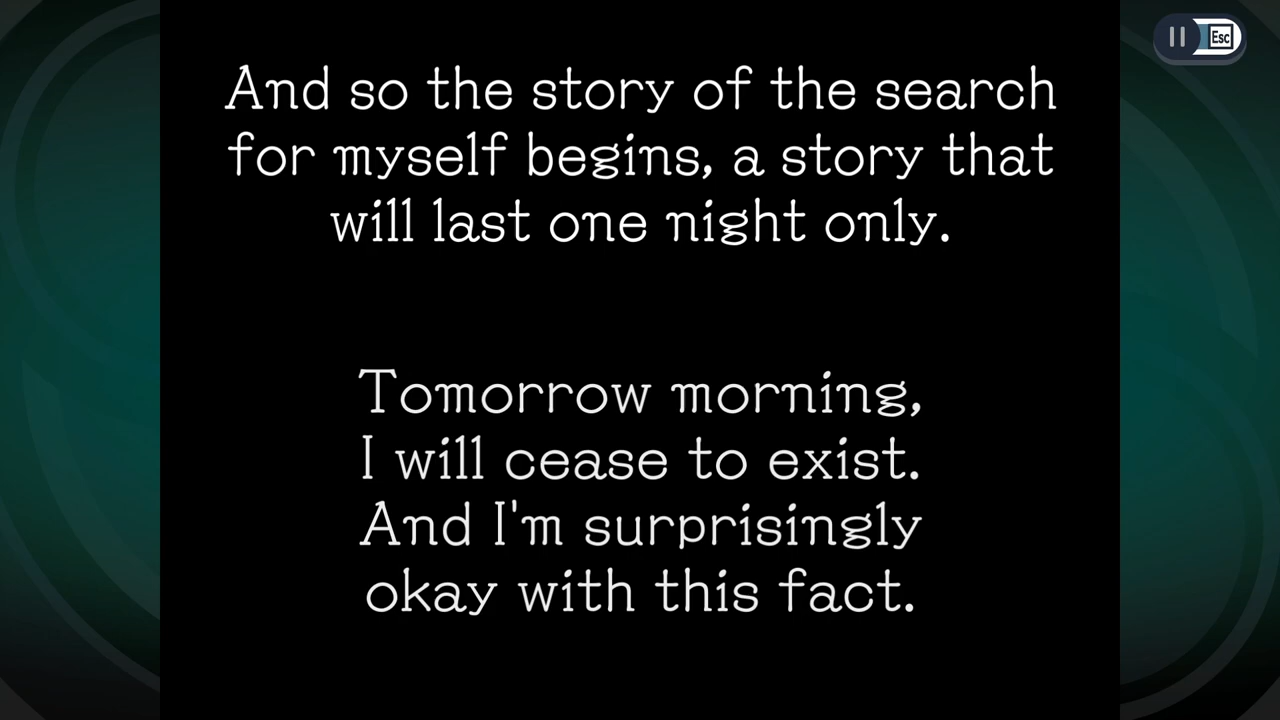 Esc
And so the story of the search
for myself begins, a story that
will last one night only.
Tomorrow morning,
I will cease to exist.
And I'm surprisingly
okay with this fact.